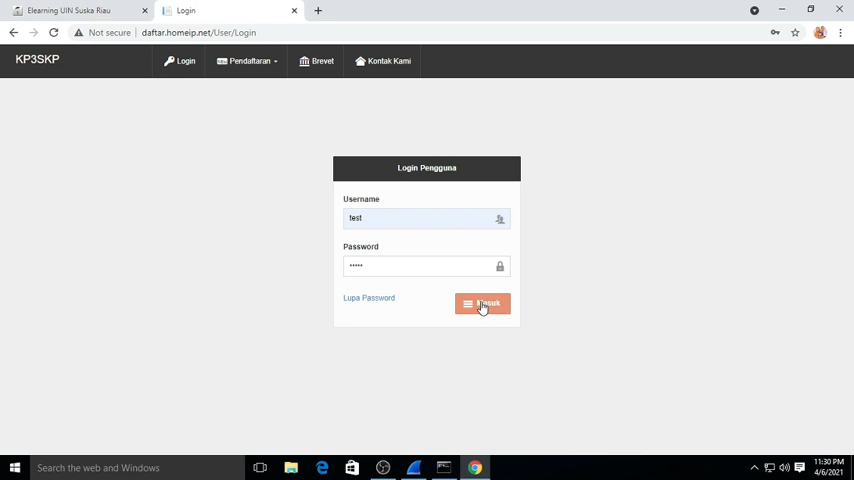 Elearning UIN Suska Riau
Login
Not secure
daftar.homeip.net/User/Login
KP3SKP
Login
Pendaftaran
Brevet
Kontak Kami
Login Pengguna
Username
test
Password
•••••
Lupa Password
Masuk
Search the web and Windows
11:30 PM
4/6/2021